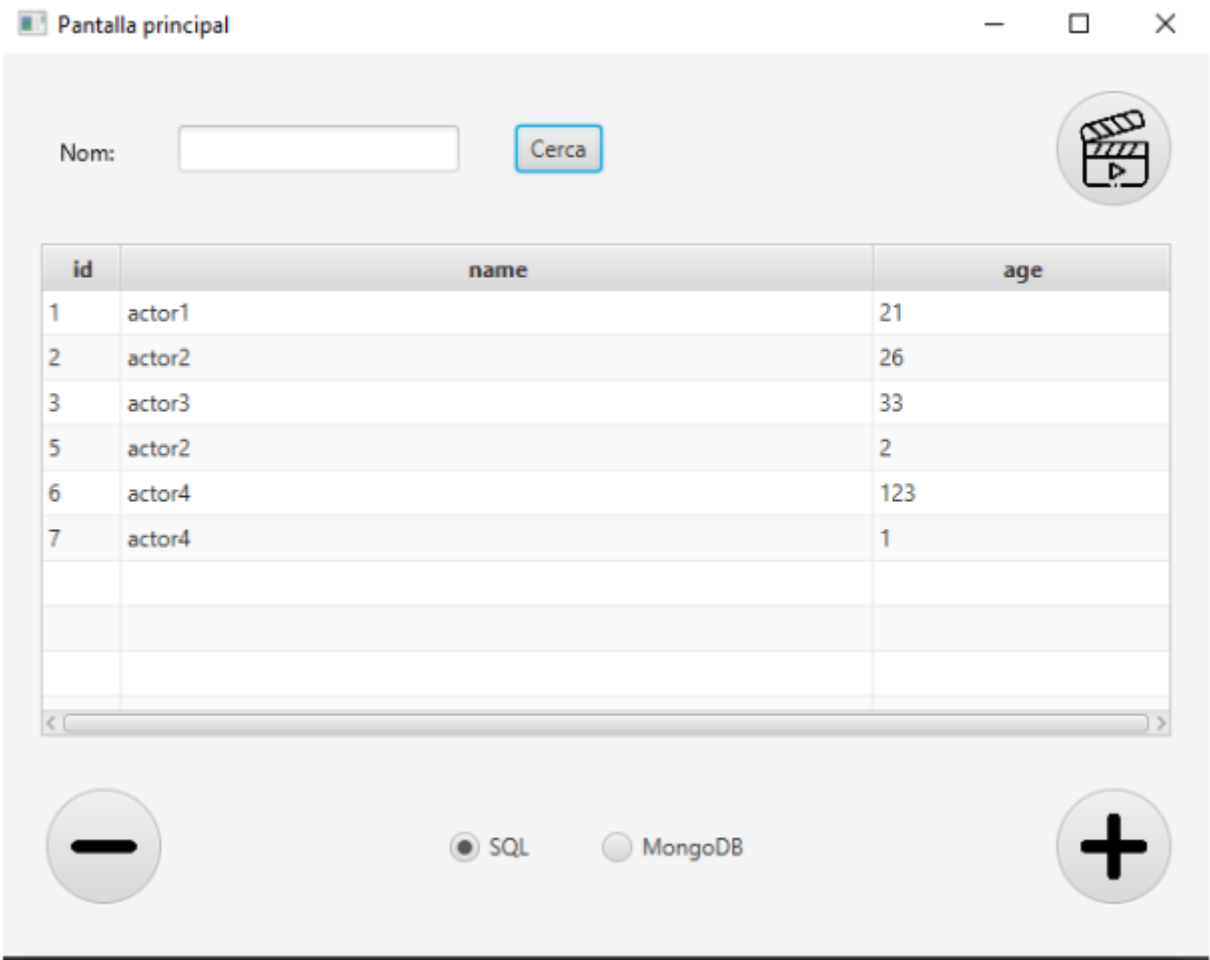 Pantalla principal
Nom: Cerca
id name age
1 actor1 21
2 actor2 26
3 actor3 33
5 actor2 2
6 actor4 123
7 actor4 1
SQL MongoDB